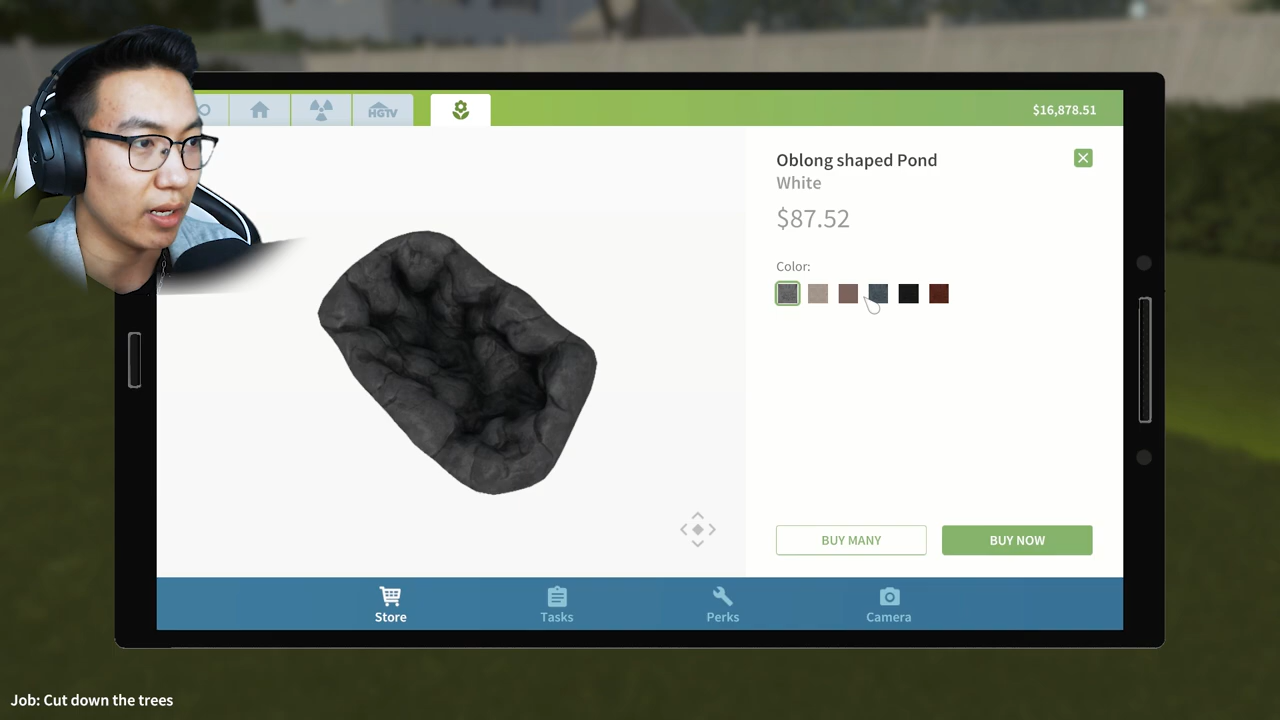 HGTV
$16,878.51
Oblong shaped Pond
White
$87.52
Color:
BUY MANY
BUY NOW
Store
Tasks
Perks
Camera
Job: Cut down the trees